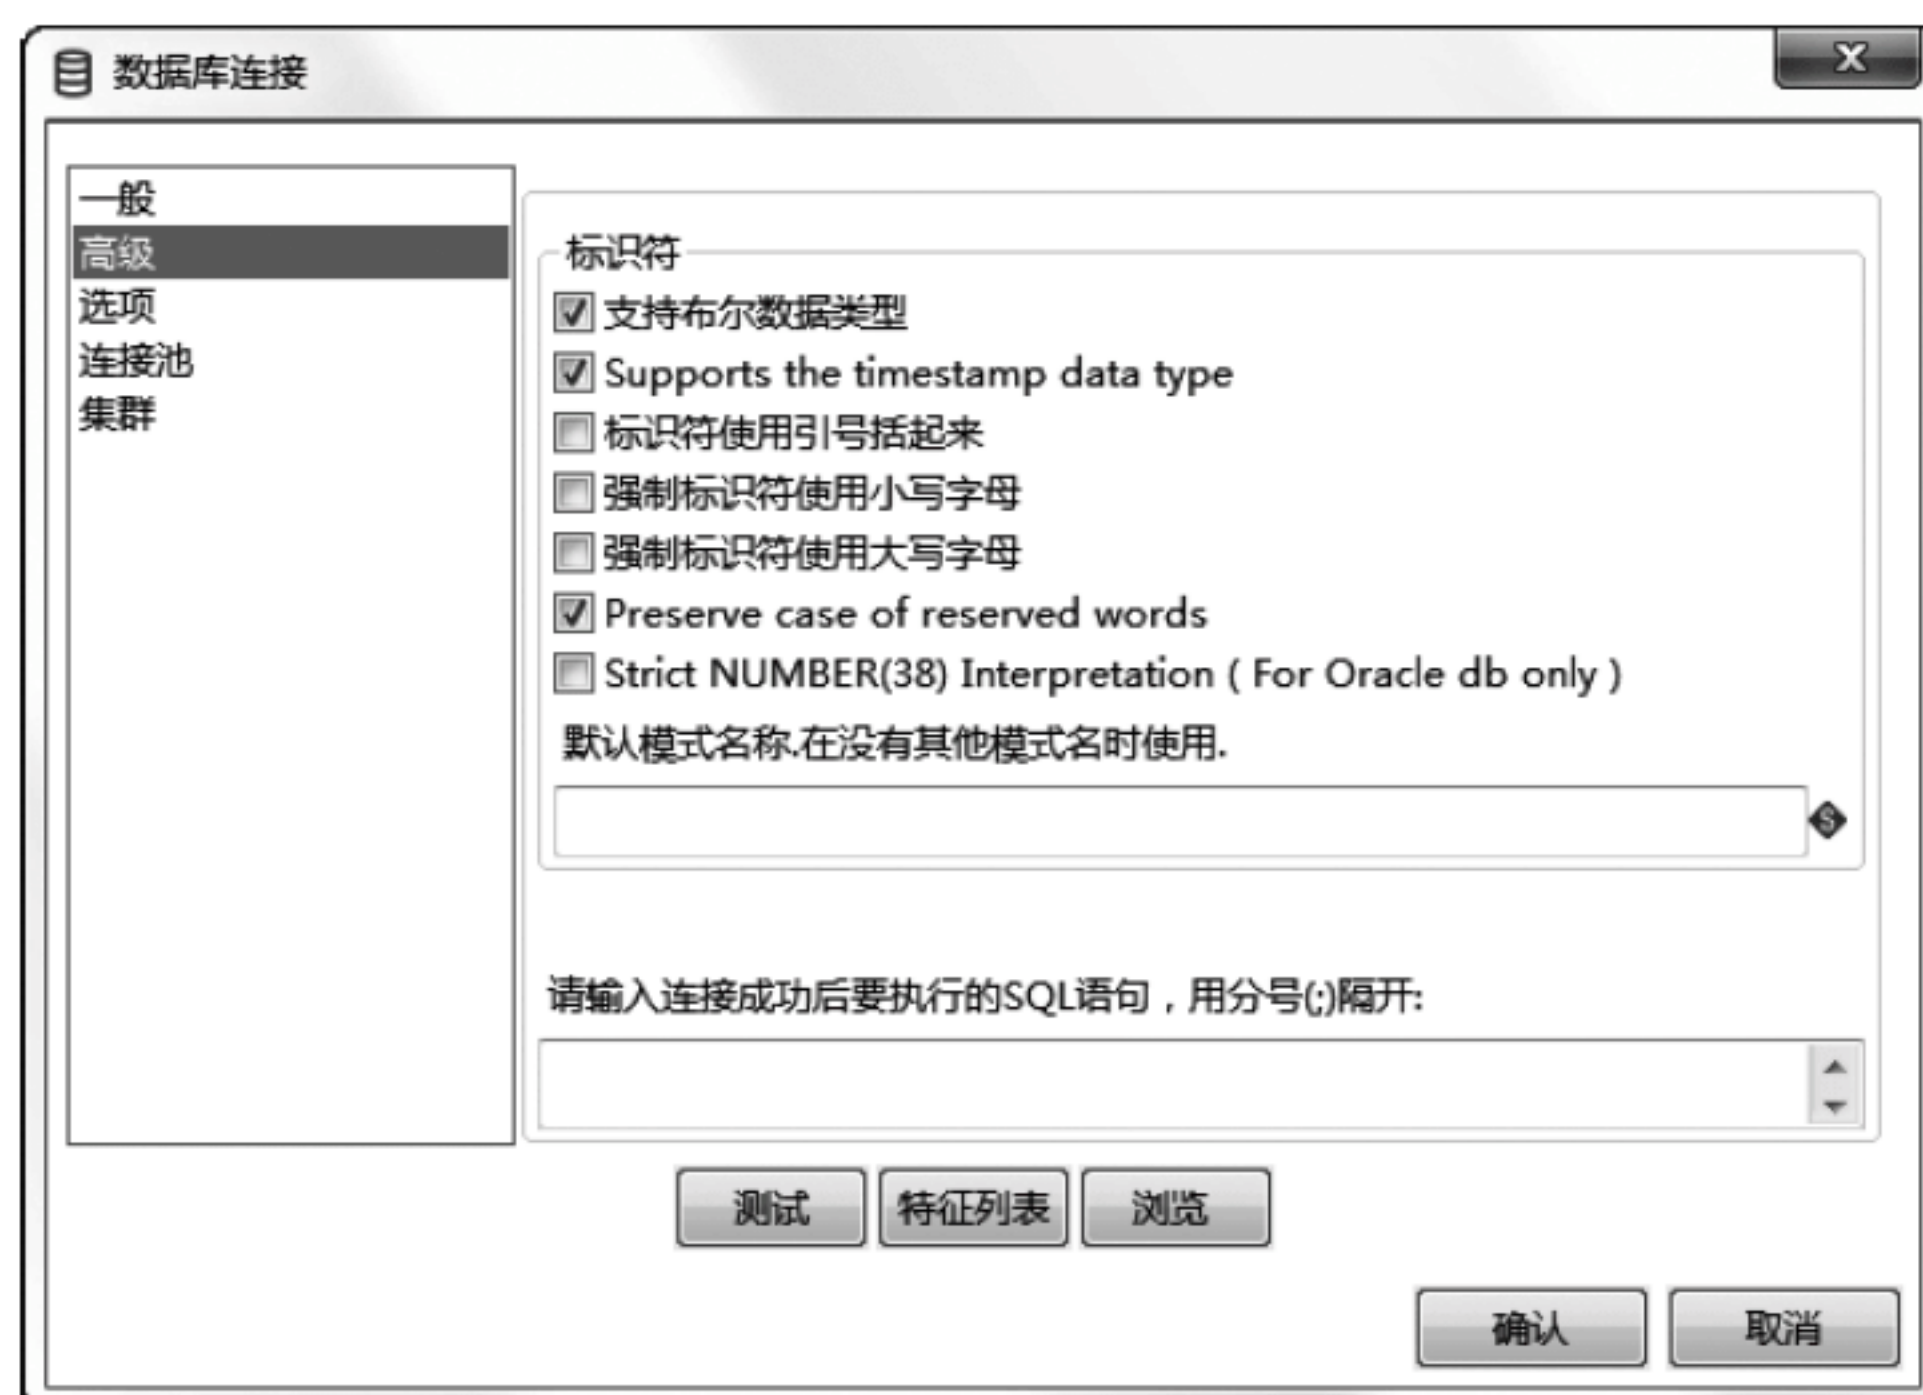 数据库连接
一般
高级
选项
连接池
集群
标识符
支持布尔数据类型
Supports the timestamp data type
标识符使用引号括起来
强制标识符使用小写字母
强制标识符使用大写字母
Preserve case of reserved words
Strict NUMBER(38) Interpretation ( For Oracle db only )
默认模式名称.在没有其他模式名时使用.
S
请输入连接成功后要执行的SQL语句，用分号(;)隔开:
测试 特征列表 浏览
确认 取消